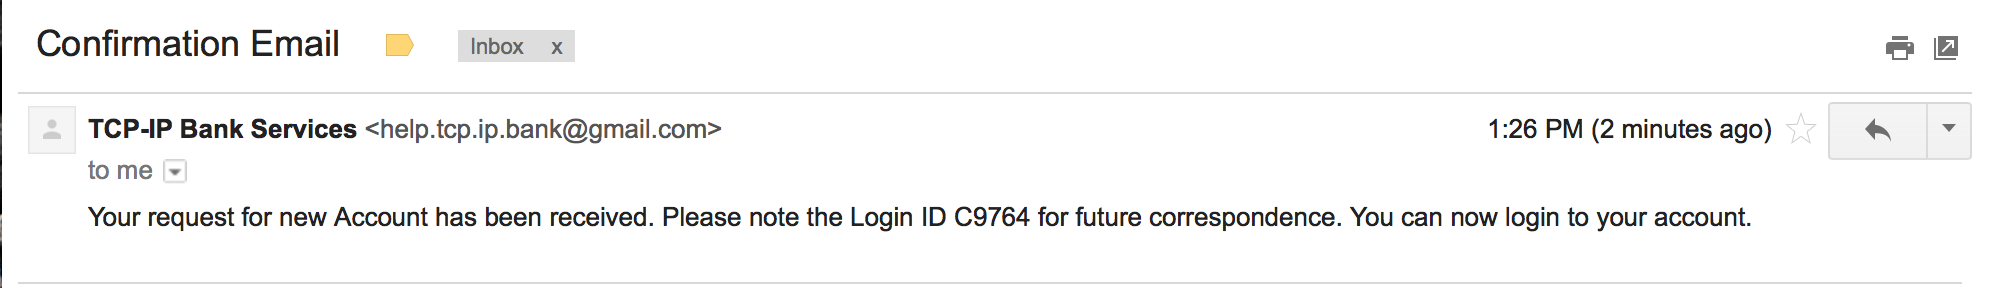 Confirmation Email
Inbox x
TCP-IP Bank Services <help.tcp.ip.bank@gmail.com> 1:26 PM (2 minutes ago)
to me
Your request for new Account has been received. Please note the Login ID C9764 for future correspondence. You can now login to your account.